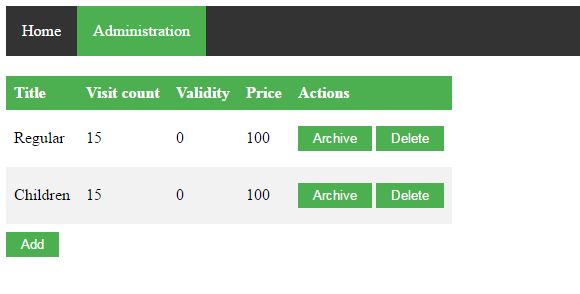 Home Administration
Title Visit count Validity Price Actions
Regular 15 0 100 Archive Delete
Children 15 0 100 Archive Delete
Add